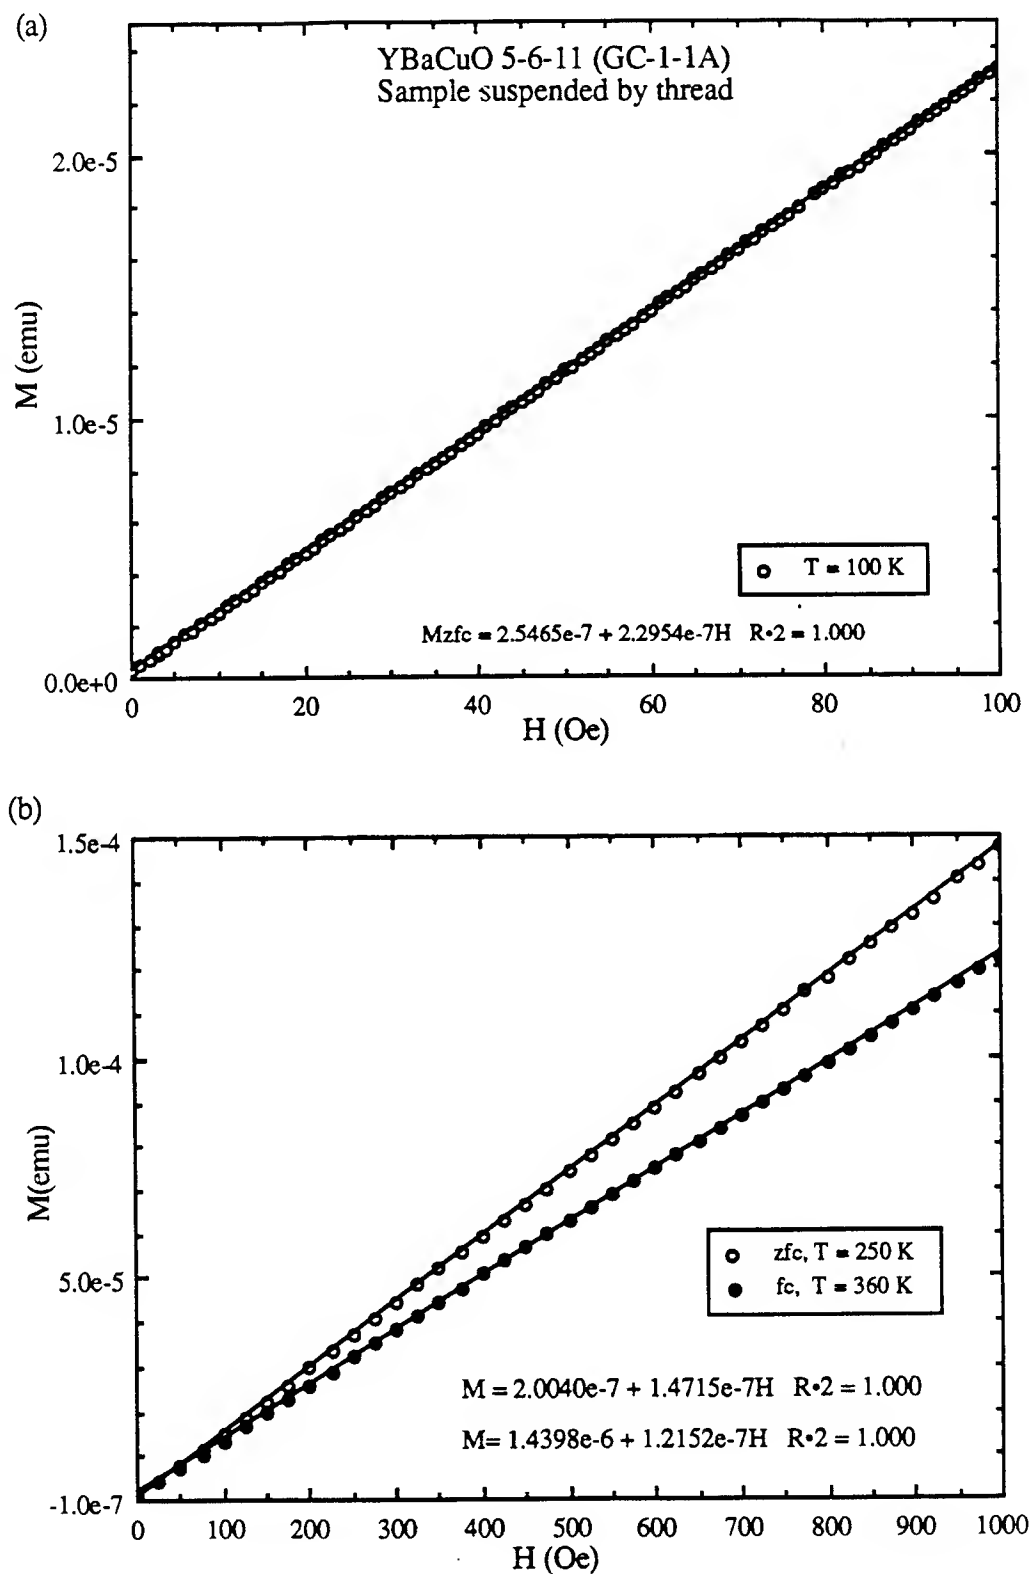 (a)
YBaCuO 5-6-11 (GC-1-1A)
Sample suspended by thread
2.0e-5
M (emu)
1.0e-5
T = 100 K
Mzfc = 2.5465e-7 + 2.2954e-7H R•2 = 1.000
0.0e+0
0 20 40 60 80 100
H (Oe)
(b)
1.5e-4
1.0e-4
M(emu)
5.0e-5
zfc, T = 250 K
fc, T = 360 K
M = 2.0040e-7 + 1.4715e-7H R•2 = 1.000
M= 1.4398e-6 + 1.2152e-7H R•2 = 1.000
-1.0e-7
0 100 200 300 400 500 600 700 800 900 1000
H (Oe)